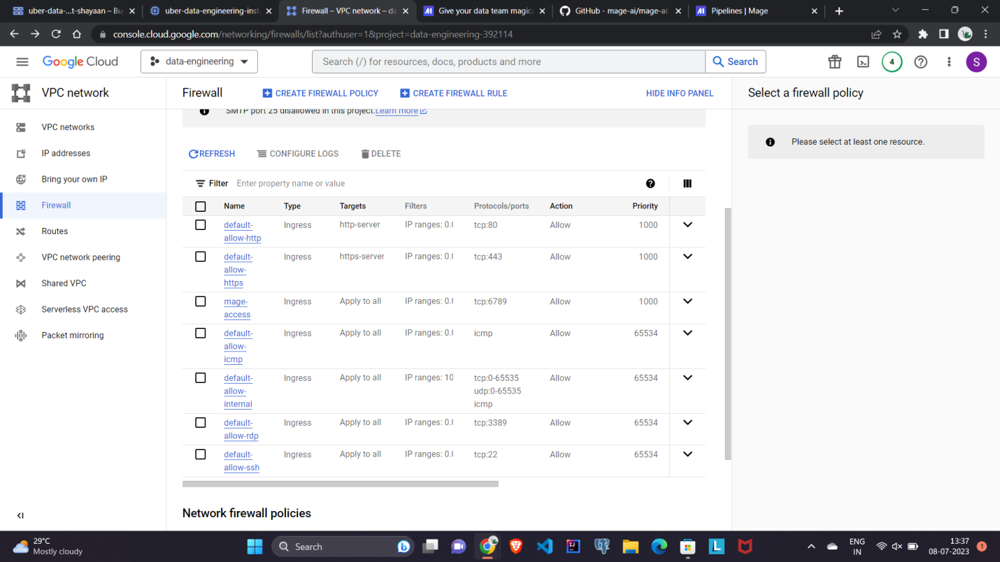 uber-data-...t-shayaan – Bu
uber-data-engineering-insta
Firewall – VPC network – da
Give your data team magica
GitHub - mage-ai/mage-ai:
Pipelines | Mage
console.cloud.google.com/networking/firewalls/list?authuser=1&project=data-engineering-392114
Google Cloud
data-engineering
Search (/) for resources, docs, products and more
Search
4
S
VPC network
VPC networks
IP addresses
Bring your own IP
Firewall
Routes
VPC network peering
Shared VPC
Serverless VPC access
Packet mirroring
Firewall
CREATE FIREWALL POLICY
CREATE FIREWALL RULE
HIDE INFO PANEL
SMTP port 25 disallowed in this project. Learn more
REFRESH
CONFIGURE LOGS
DELETE
Filter Enter property name or value
Name Type Targets Filters Protocols/ports Action Priority
default- Ingress http-server IP ranges: 0.0 tcp:80 Allow 1000
allow-http
default- Ingress https-server IP ranges: 0.0 tcp:443 Allow 1000
allow-
https
mage- Ingress Apply to all IP ranges: 0.0 tcp:6789 Allow 1000
access
default- Ingress Apply to all IP ranges: 0.0 icmp Allow 65534
allow-
icmp
default- Ingress Apply to all IP ranges: 10 tcp:0-65535 Allow 65534
allow- udp:0-65535
internal icmp
default- Ingress Apply to all IP ranges: 0.0 tcp:3389 Allow 65534
allow-rdp
default- Ingress Apply to all IP ranges: 0.0 tcp:22 Allow 65534
allow-ssh
Network firewall policies
Select a firewall policy
Please select at least one resource.
29°C
Mostly cloudy
Search
ENG
IN
13:37
08-07-2023
1